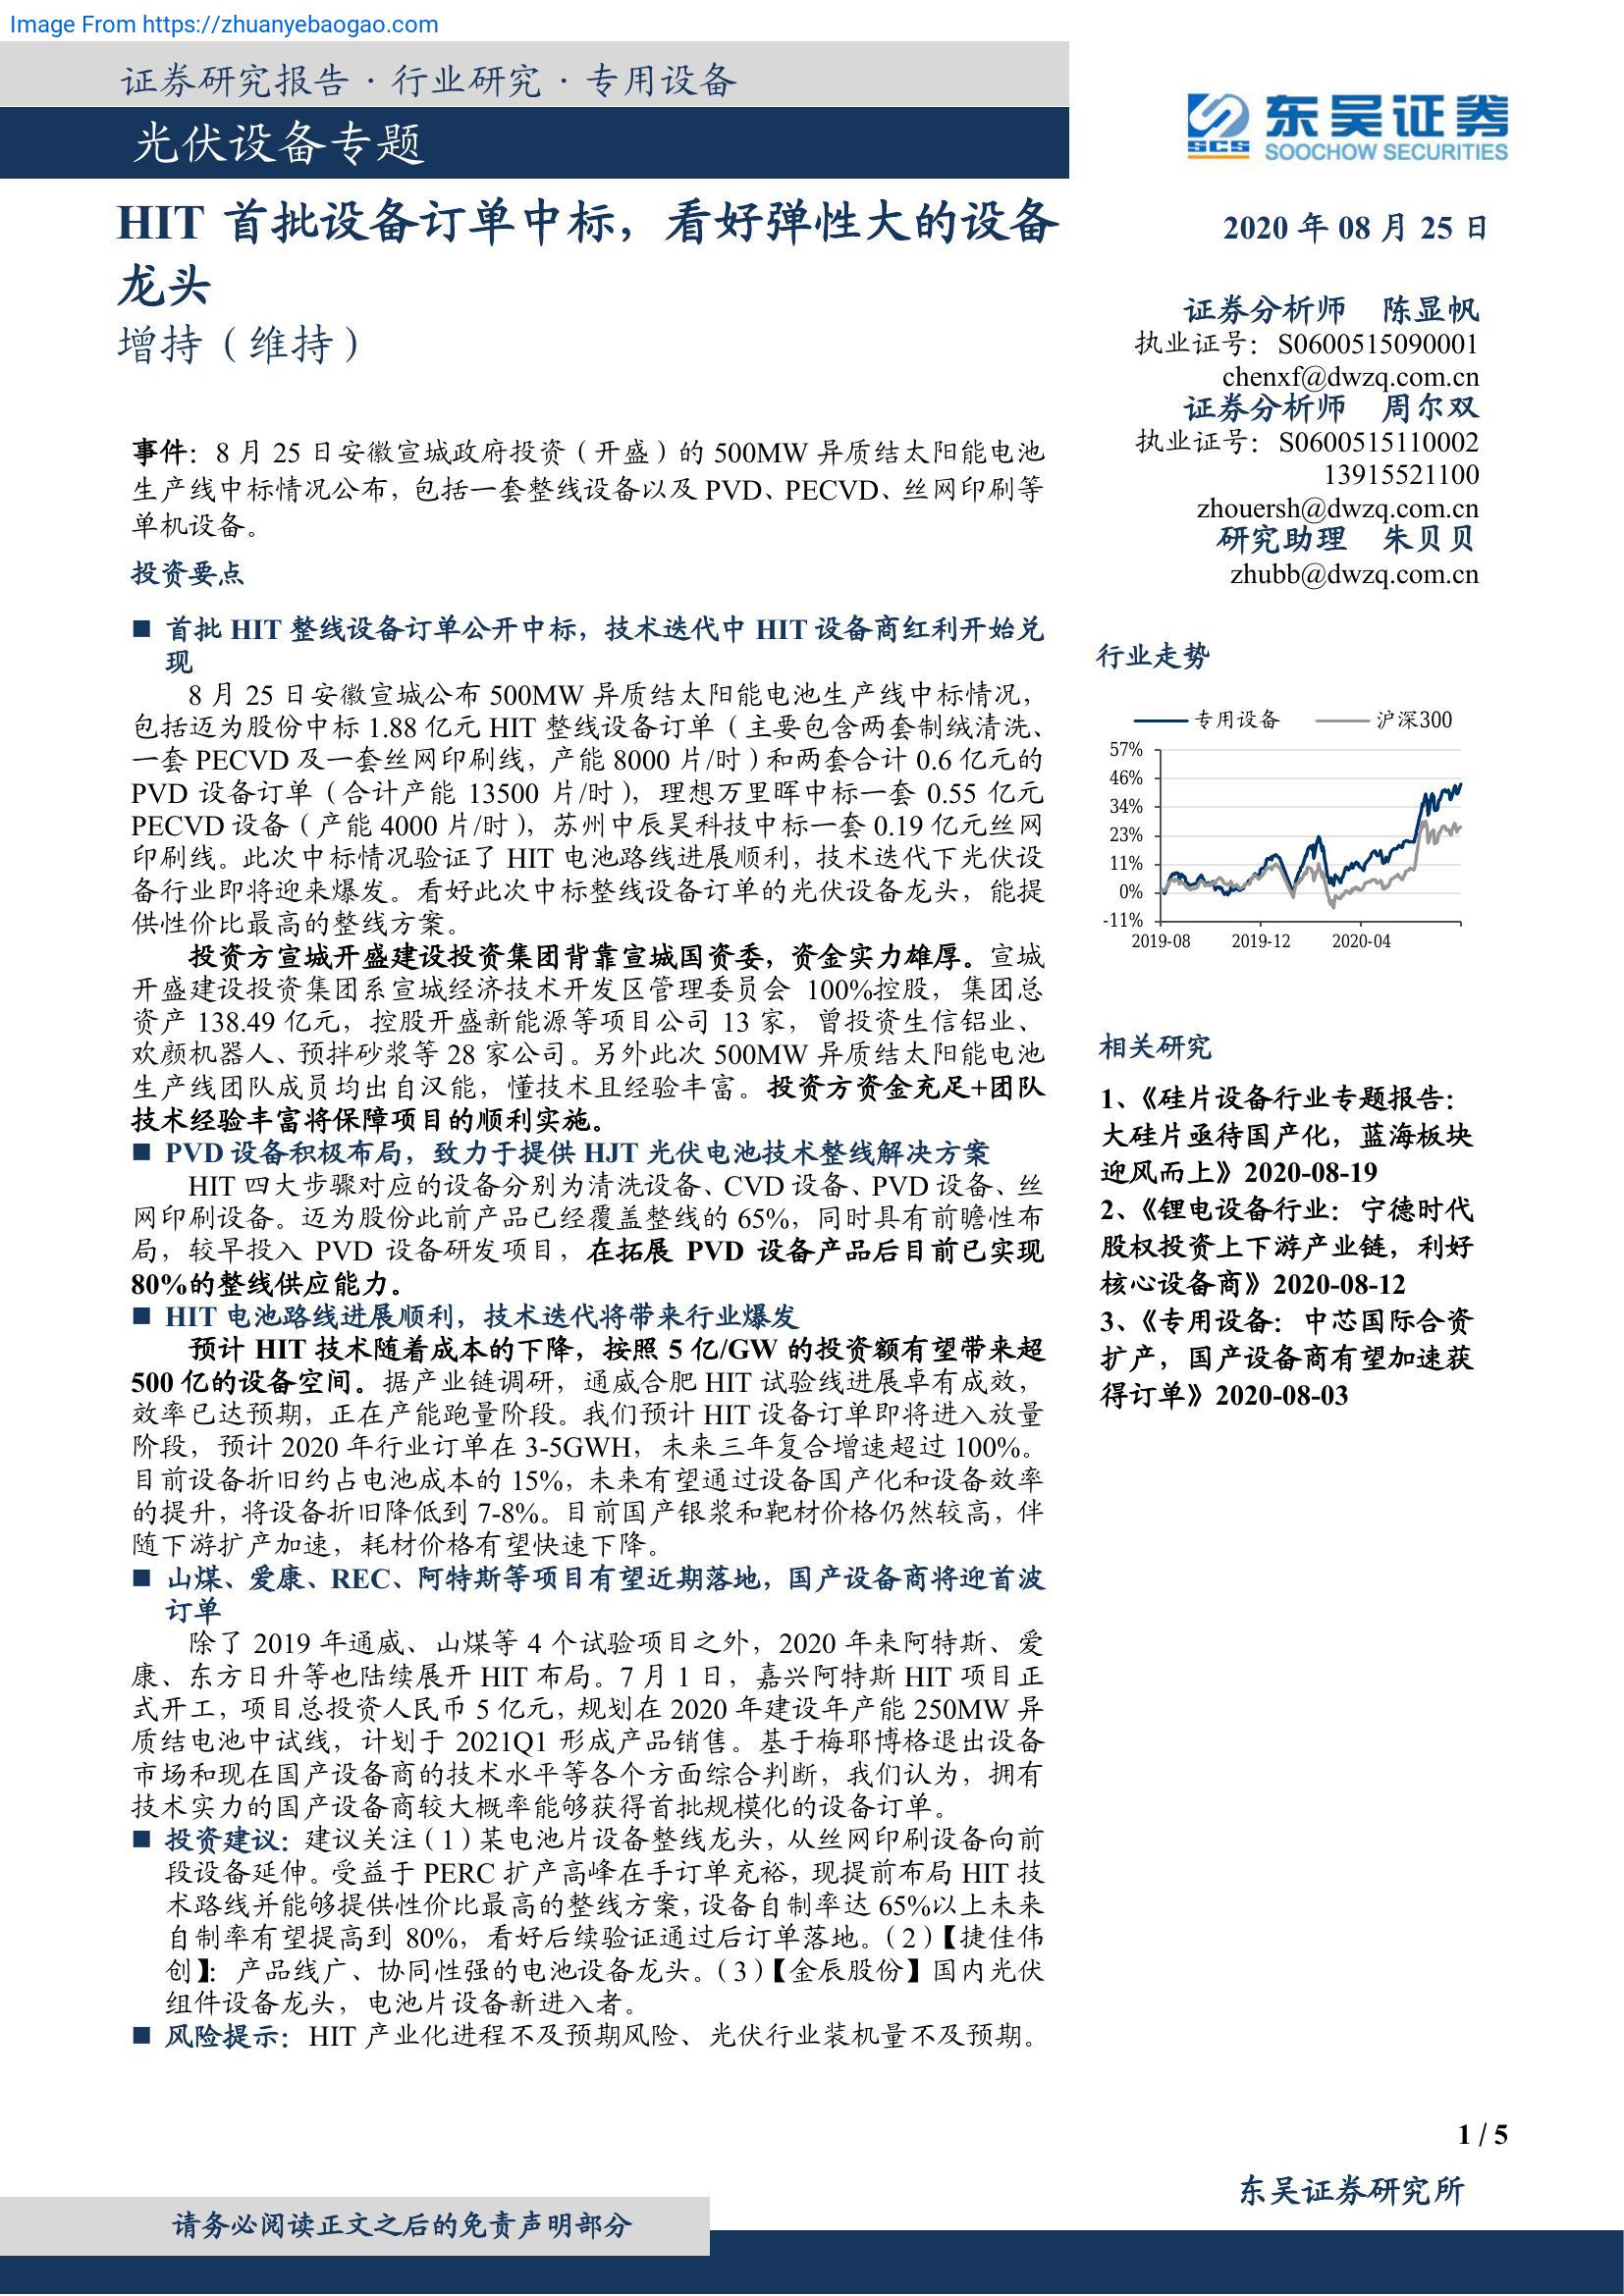 Image From https://zhuanyebaogao.com
证券研究报告·行业研究·专用设备
光伏设备专题
东吴证券
SCS
SOOCHOW SECURITIES
HIT 首批设备订单中标，看好弹性大的设备
龙头
增持（维持）
2020 年 08 月 25 日
证券分析师 陈显帆
执业证号：S0600515090001
chenxf@dwzq.com.cn
证券分析师 周尔双
执业证号：S0600515110002
13915521100
zhouersh@dwzq.com.cn
研究助理 朱贝贝
zhubb@dwzq.com.cn
事件：8 月 25 日安徽宣城政府投资（开盛）的 500MW 异质结太阳能电池
生产线中标情况公布，包括一套整线设备以及 PVD、PECVD、丝网印刷等
单机设备。
投资要点
■ 首批 HIT 整线设备订单公开中标，技术迭代中 HIT 设备商红利开始兑
现
8 月 25 日安徽宣城公布 500MW 异质结太阳能电池生产线中标情况，
包括迈为股份中标 1.88 亿元 HIT 整线设备订单（主要包含两套制绒清洗、
一套 PECVD 及一套丝网印刷线，产能 8000 片/时）和两套合计 0.6 亿元的
PVD 设备订单（合计产能 13500 片/时），理想万里晖中标一套 0.55 亿元
PECVD 设备（产能 4000 片/时），苏州中辰昊科技中标一套 0.19 亿元丝网
印刷线。此次中标情况验证了 HIT 电池路线进展顺利，技术迭代下光伏设
备行业即将迎来爆发。看好此次中标整线设备订单的光伏设备龙头，能提
供性价比最高的整线方案。
投资方宣城开盛建设投资集团背靠宣城国资委，资金实力雄厚。宣城
开盛建设投资集团系宣城经济技术开发区管理委员会 100%控股，集团总
资产 138.49 亿元，控股开盛新能源等项目公司 13 家，曾投资生信铝业、
欢颜机器人、预拌砂浆等 28 家公司。另外此次 500MW 异质结太阳能电池
生产线团队成员均出自汉能，懂技术且经验丰富。投资方资金充足+团队
技术经验丰富将保障项目的顺利实施。
■ PVD 设备积极布局，致力于提供 HJT 光伏电池技术整线解决方案
HIT 四大步骤对应的设备分别为清洗设备、CVD 设备、PVD 设备、丝
网印刷设备。迈为股份此前产品已经覆盖整线的 65%，同时具有前瞻性布
局，较早投入 PVD 设备研发项目，在拓展 PVD 设备产品后目前已实现
80%的整线供应能力。
■ HIT 电池路线进展顺利，技术迭代将带来行业爆发
预计 HIT 技术随着成本的下降，按照 5 亿/GW 的投资额有望带来超
500 亿的设备空间。据产业链调研，通威合肥 HIT 试验线进展卓有成效，
效率已达预期，正在产能跑量阶段。我们预计 HIT 设备订单即将进入放量
阶段，预计 2020 年行业订单在 3-5GWH，未来三年复合增速超过 100%。
目前设备折旧约占电池成本的 15%，未来有望通过设备国产化和设备效率
的提升，将设备折旧降低到 7-8%。目前国产银浆和靶材价格仍然较高，伴
随下游扩产加速，耗材价格有望快速下降。
■ 山煤、爱康、REC、阿特斯等项目有望近期落地，国产设备商将迎首波
订单
除了 2019 年通威、山煤等 4 个试验项目之外，2020 年来阿特斯、爱
康、东方日升等也陆续展开 HIT 布局。7 月 1 日，嘉兴阿特斯 HIT 项目正
式开工，项目总投资人民币 5 亿元，规划在 2020 年建设年产能 250MW 异
质结电池中试线，计划于 2021Q1 形成产品销售。基于梅耶博格退出设备
市场和现在国产设备商的技术水平等各个方面综合判断，我们认为，拥有
技术实力的国产设备商较大概率能够获得首批规模化的设备订单。
■ 投资建议：建议关注（1）某电池片设备整线龙头，从丝网印刷设备向前
段设备延伸。受益于 PERC 扩产高峰在手订单充裕，现提前布局 HIT 技
术路线并能够提供性价比最高的整线方案，设备自制率达 65%以上未来
自制率有望提高到 80%，看好后续验证通过后订单落地。（2）【捷佳伟
创】：产品线广、协同性强的电池设备龙头。（3）【金辰股份】国内光伏
组件设备龙头，电池片设备新进入者。
■ 风险提示：HIT 产业化进程不及预期风险、光伏行业装机量不及预期。
行业走势
专用设备 沪深300
57%
46%
34%
23%
11%
0%
-11%
2019-08 2019-12 2020-04
相关研究
1、《硅片设备行业专题报告：
大硅片亟待国产化，蓝海板块
迎风而上》2020-08-19
2、《锂电设备行业：宁德时代
股权投资上下游产业链，利好
核心设备商》2020-08-12
3、《专用设备：中芯国际合资
扩产，国产设备商有望加速获
得订单》2020-08-03
1 / 5
东吴证券研究所
请务必阅读正文之后的免责声明部分